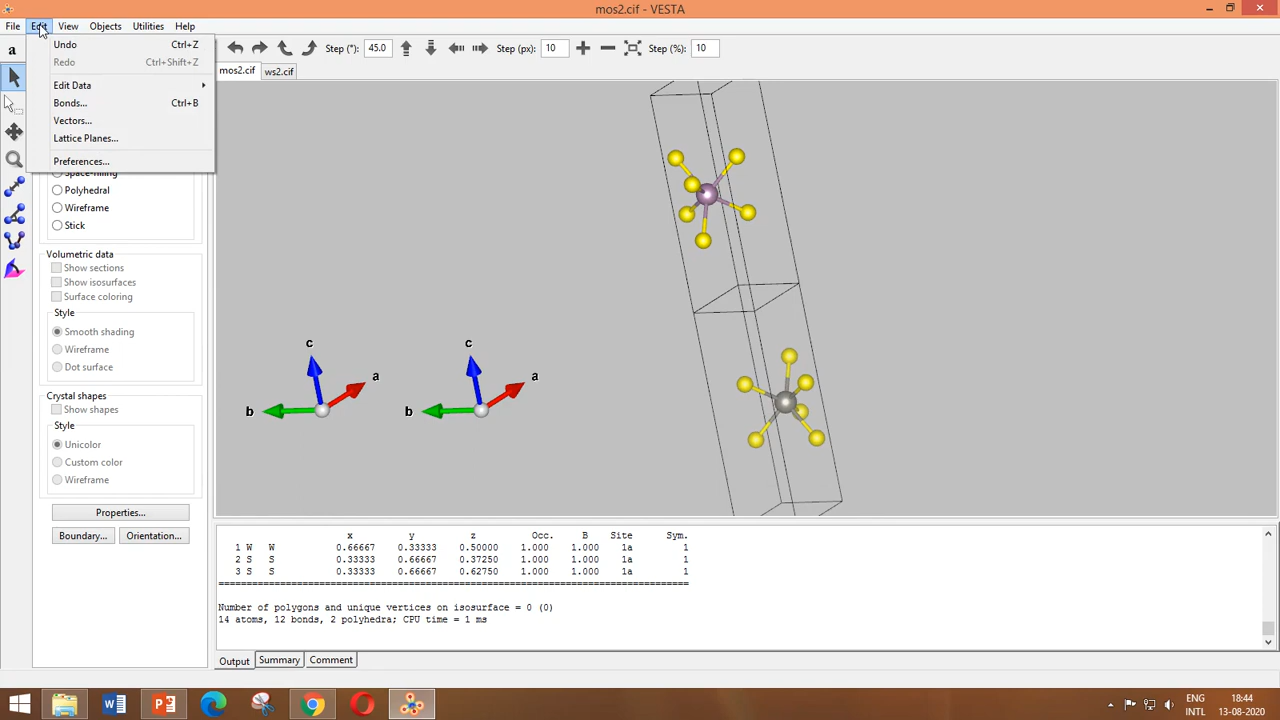 mos2.cif - VESTA
File Edit View Objects Utilities Help
Undo Ctrl+Z
Redo Ctrl+Shift+Z
Edit Data
Bonds... Ctrl+B
Vectors...
Lattice Planes...
Preferences...
a
Step (°): 45.0 Step (px): 10 Step (%): 10
mos2.cif ws2.cif
Space-filling
Polyhedral
Wireframe
Stick
Volumetric data
Show sections
Show isosurfaces
Surface coloring
Style
Smooth shading
Wireframe
Dot surface
Crystal shapes
Show shapes
Style
Unicolor
Custom color
Wireframe
Properties...
Boundary... Orientation...
c c
a a
b b
x y z Occ. B Site Sym.
1 W W 0.66667 0.33333 0.50000 1.000 1.000 1a 1
2 S S 0.33333 0.66667 0.37250 1.000 1.000 1a 1
3 S S 0.33333 0.66667 0.62750 1.000 1.000 1a 1
Number of polygons and unique vertices on isosurface = 0 (0)
14 atoms, 12 bonds, 2 polyhedra; CPU time = 1 ms
Output Summary Comment
ENG 18:44
INTL 13-08-2020